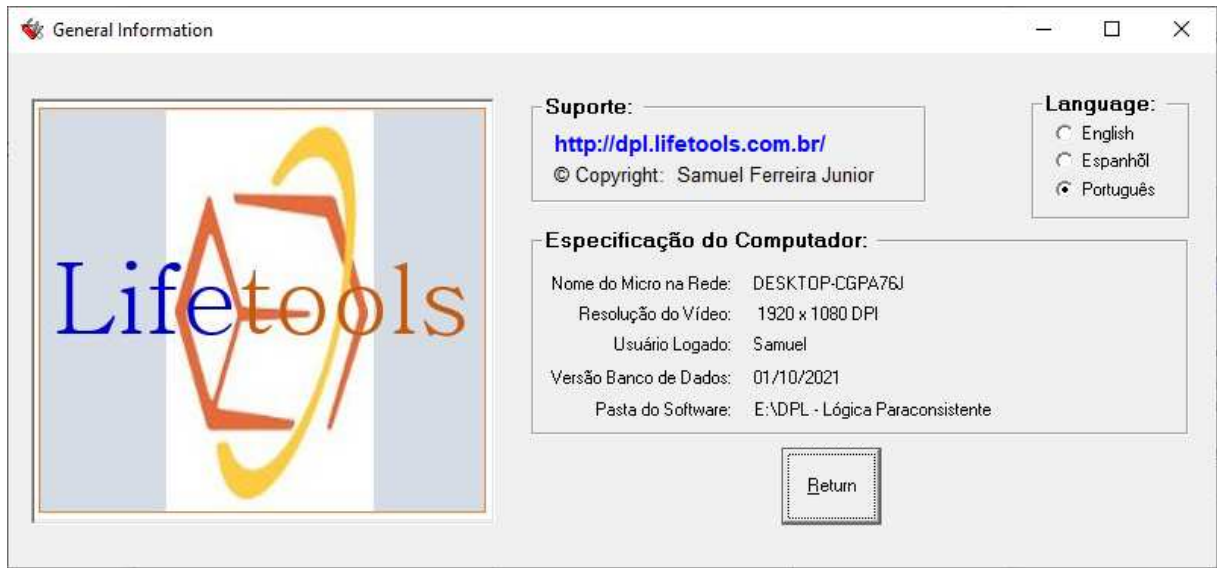 General Information
Lifetools
Suporte:
http://dpl.lifetools.com.br/
© Copyright: Samuel Ferreira Junior
Language:
English
Espanhõl
Português
Especificação do Computador:
Nome do Micro na Rede: DESKTOP-CGPA76J
Resolução do Vídeo: 1920 x 1080 DPI
Usuário Logado: Samuel
Versão Banco de Dados: 01/10/2021
Pasta do Software: E:\DPL - Lógica Paraconsistente
Return